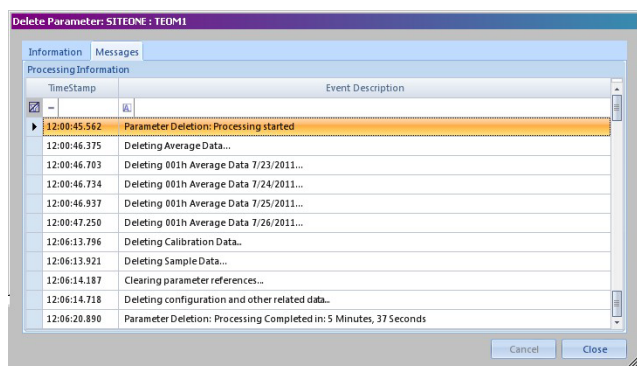 Delete Parameter: SITEONE : TEOM1
Information Messages
Processing Information
TimeStamp Event Description
12:00:45.562 Parameter Deletion: Processing started
12:00:46.375 Deleting Average Data...
12:00:46.703 Deleting 001h Average Data 7/23/2011...
12:00:46.734 Deleting 001h Average Data 7/24/2011...
12:00:46.937 Deleting 001h Average Data 7/25/2011...
12:00:47.250 Deleting 001h Average Data 7/26/2011...
12:06:13.796 Deleting Calibration Data..
12:06:13.921 Deleting Sample Data...
12:06:14.187 Clearing parameter references...
12:06:14.718 Deleting configuration and other related data..
12:06:20.890 Parameter Deletion: Processing Completed in: 5 Minutes, 37 Seconds
Cancel Close